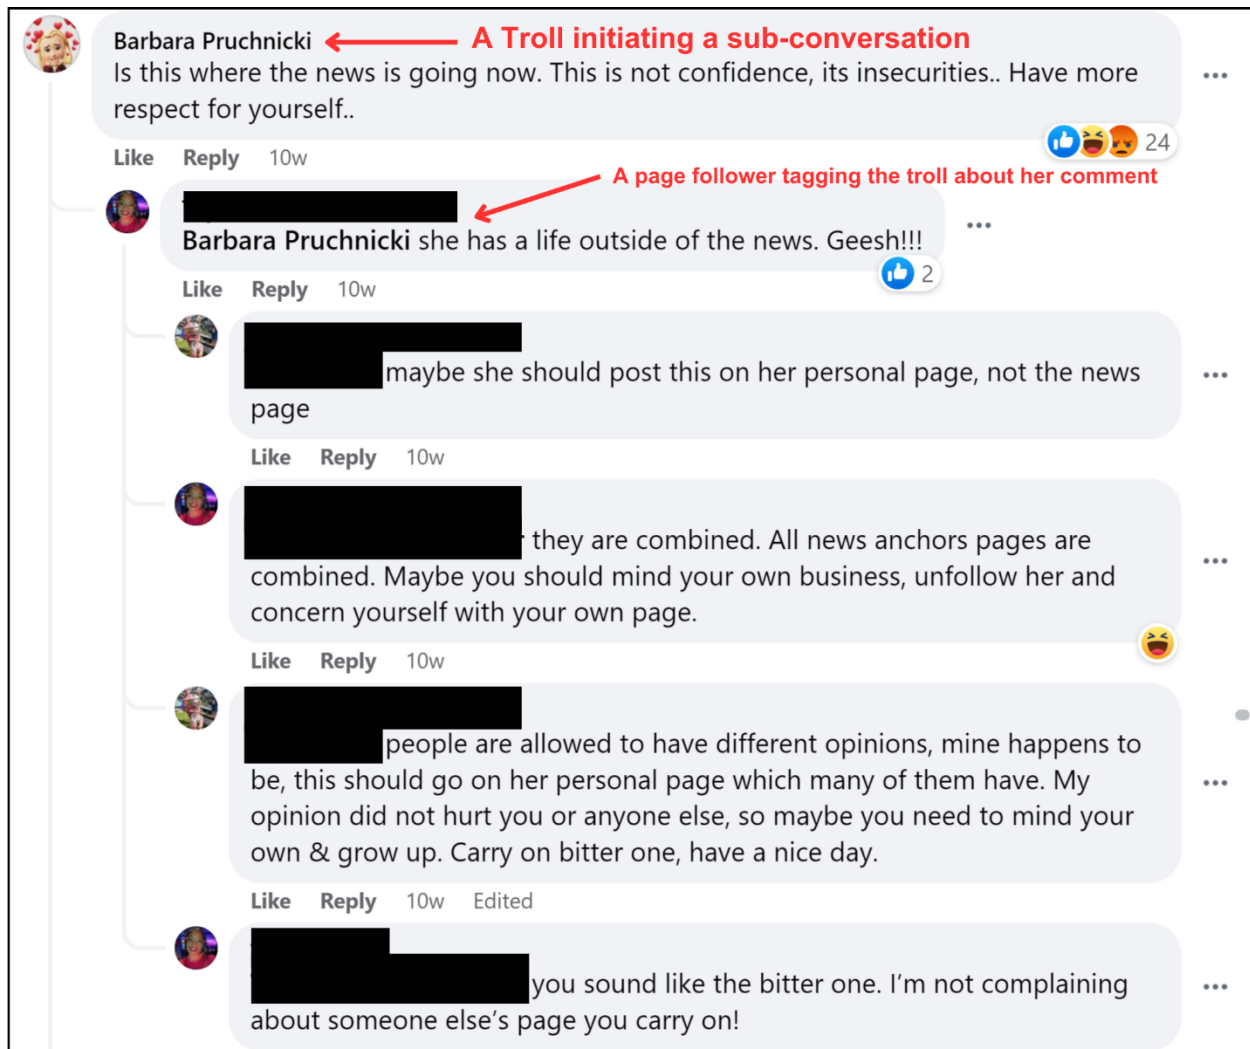 Barbara Pruchnicki
A Troll initiating a sub-conversation
Is this where the news is going now. This is not confidence, its insecurities.. Have more
respect for yourself..
24
Like Reply 10w
A page follower tagging the troll about her comment
Barbara Pruchnicki she has a life outside of the news. Geesh!!!
2
Like Reply 10w
maybe she should post this on her personal page, not the news
page
Like Reply 10w
they are combined. All news anchors pages are
combined. Maybe you should mind your own business, unfollow her and
concern yourself with your own page.
Like Reply 10w
people are allowed to have different opinions, mine happens to
be, this should go on her personal page which many of them have. My
opinion did not hurt you or anyone else, so maybe you need to mind your
own & grow up. Carry on bitter one, have a nice day.
Like Reply 10w Edited
you sound like the bitter one. I’m not complaining
about someone else’s page you carry on!